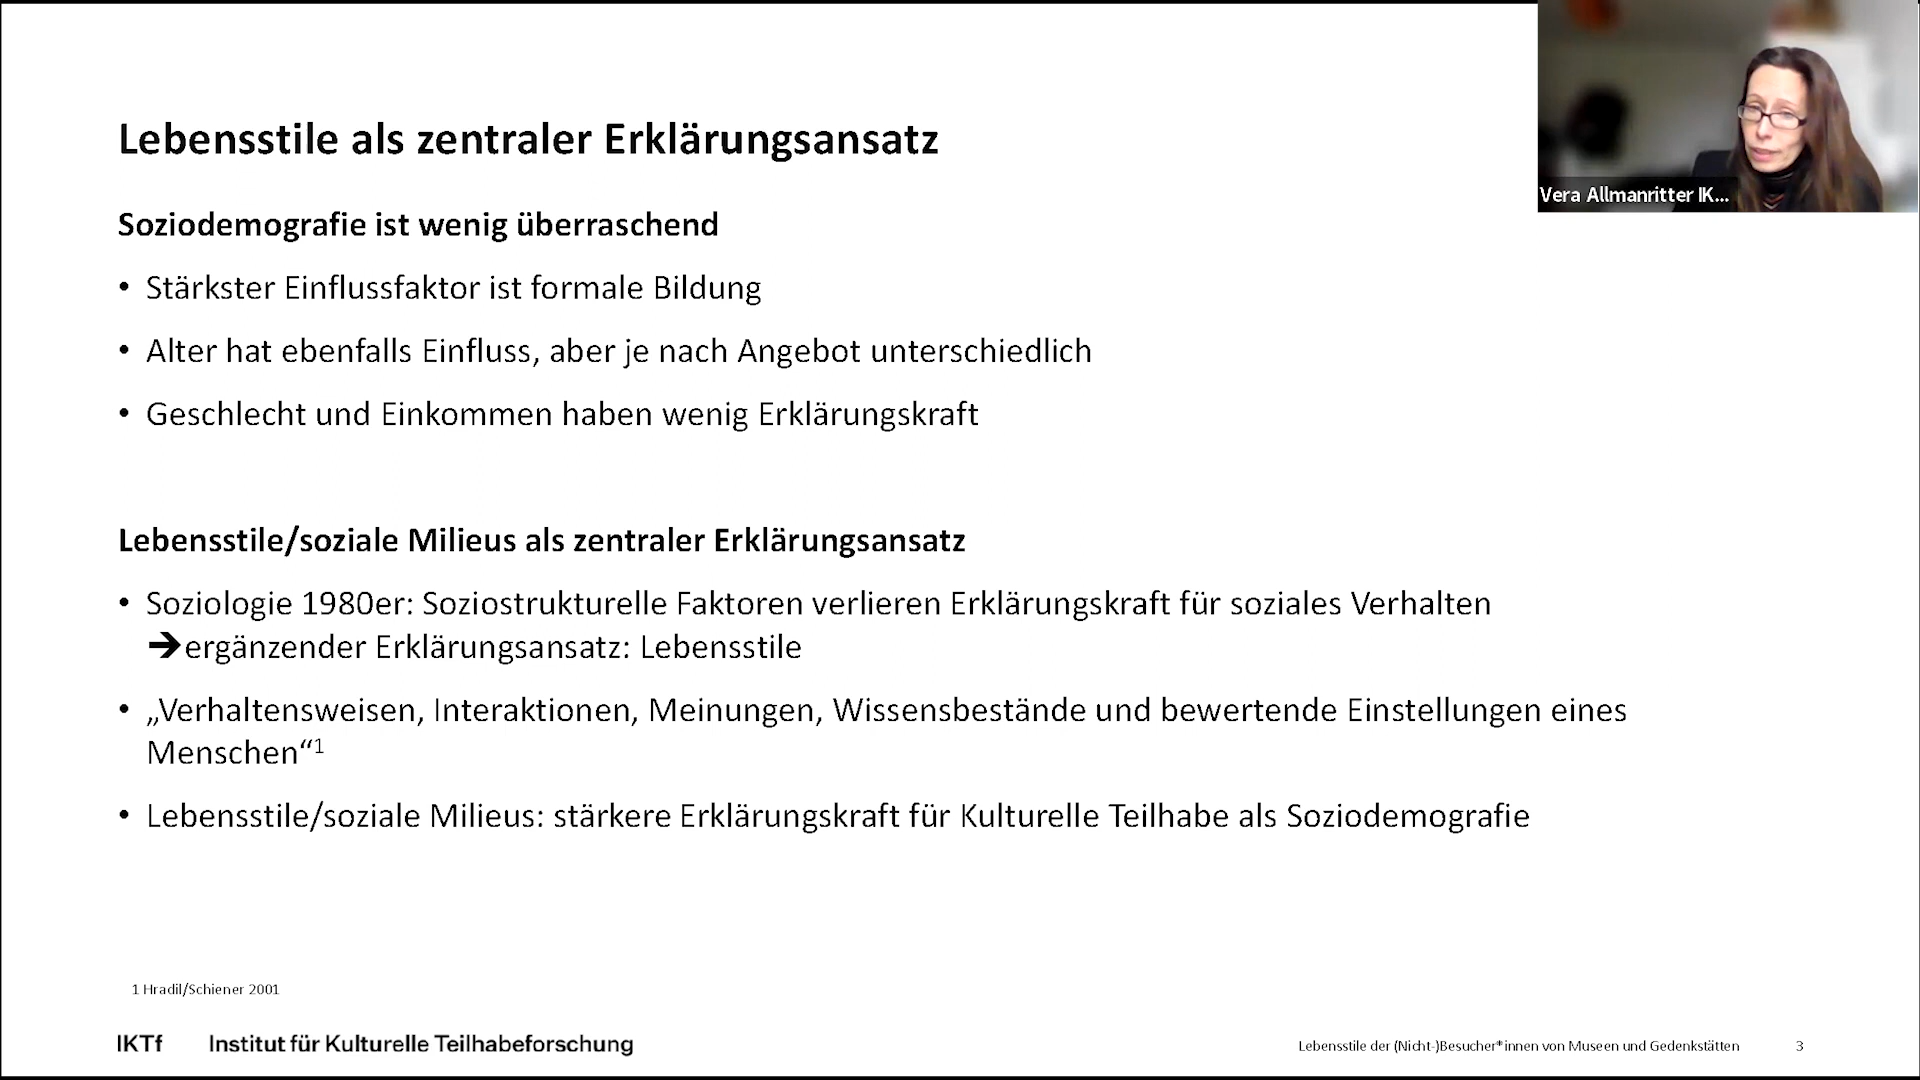 Lebensstile als zentraler Erklärungsansatz
Vera Allmanritter IK...
Soziodemografie ist wenig überraschend
• Stärkster Einflussfaktor ist formale Bildung
• Alter hat ebenfalls Einfluss, aber je nach Angebot unterschiedlich
• Geschlecht und Einkommen haben wenig Erklärungskraft
Lebensstile/soziale Milieus als zentraler Erklärungsansatz
• Soziologie 1980er: Soziostrukturelle Faktoren verlieren Erklärungskraft für soziales Verhalten
➔ergänzender Erklärungsansatz: Lebensstile
• „Verhaltensweisen, Interaktionen, Meinungen, Wissensbestände und bewertende Einstellungen eines
Menschen“¹
• Lebensstile/soziale Milieus: stärkere Erklärungskraft für Kulturelle Teilhabe als Soziodemografie
1 Hradil/Schiener 2001
IKTf Institut für Kulturelle Teilhabeforschung
Lebensstile der (Nicht-)Besucher*innen von Museen und Gedenkstätten 3